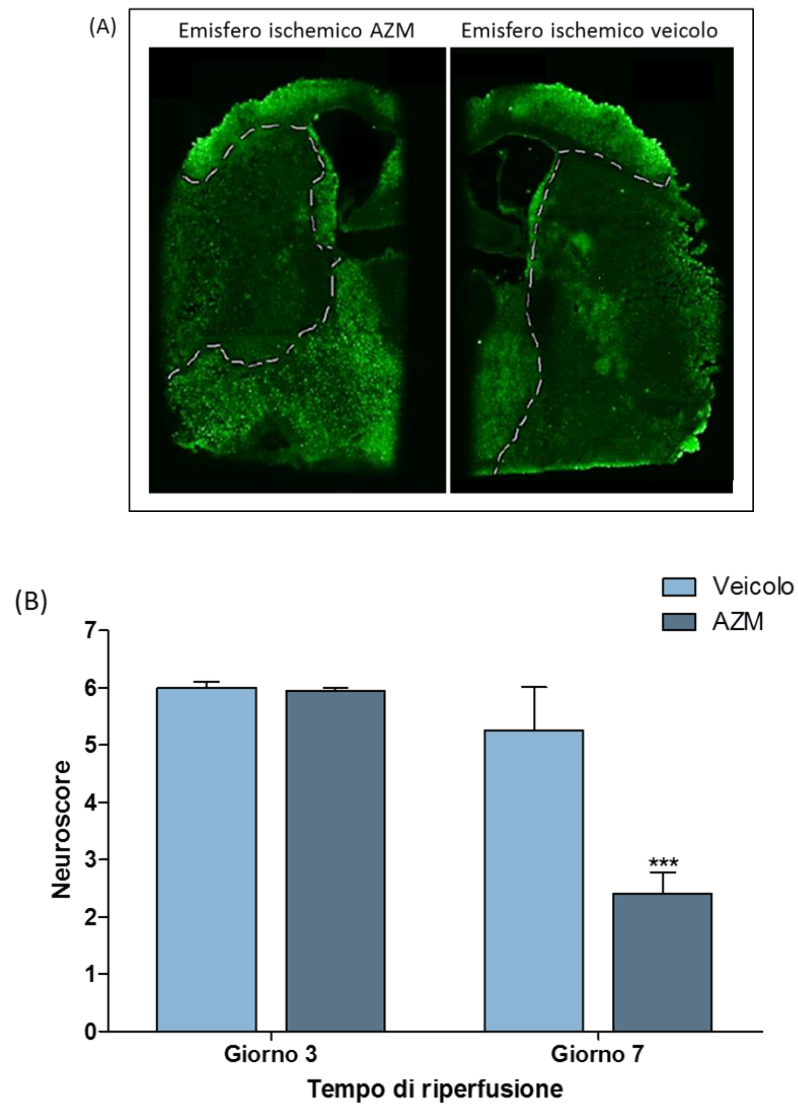 (A)
Emisfero ischemico AZM
Emisfero ischemico veicolo
(B)
Veicolo
AZM
7
6
5
4
3
2
1
0
Neuroscore
***
Giorno 3
Giorno 7
Tempo di riperfusione